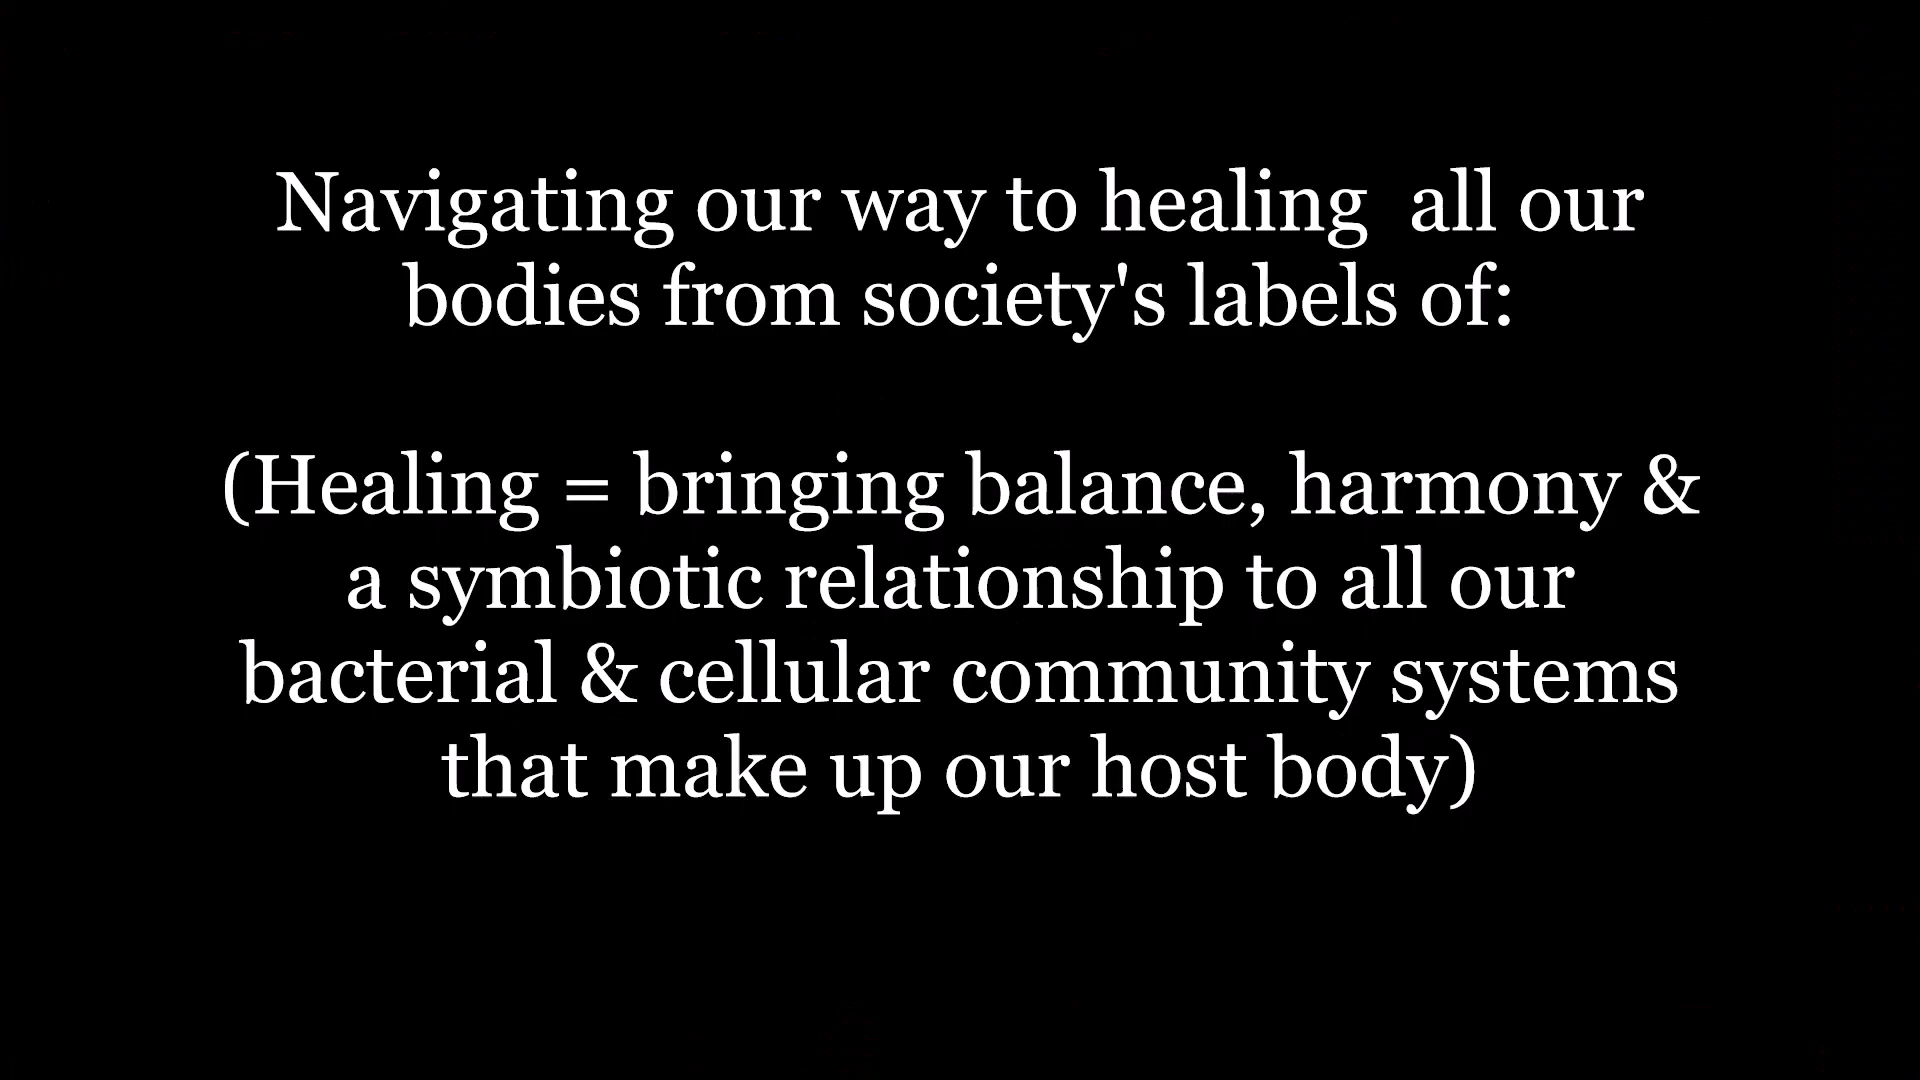 Navigating our way to healing  all our
bodies from society's labels of:
(Healing = bringing balance, harmony &
a symbiotic relationship to all our
bacterial & cellular community systems
that make up our host body)